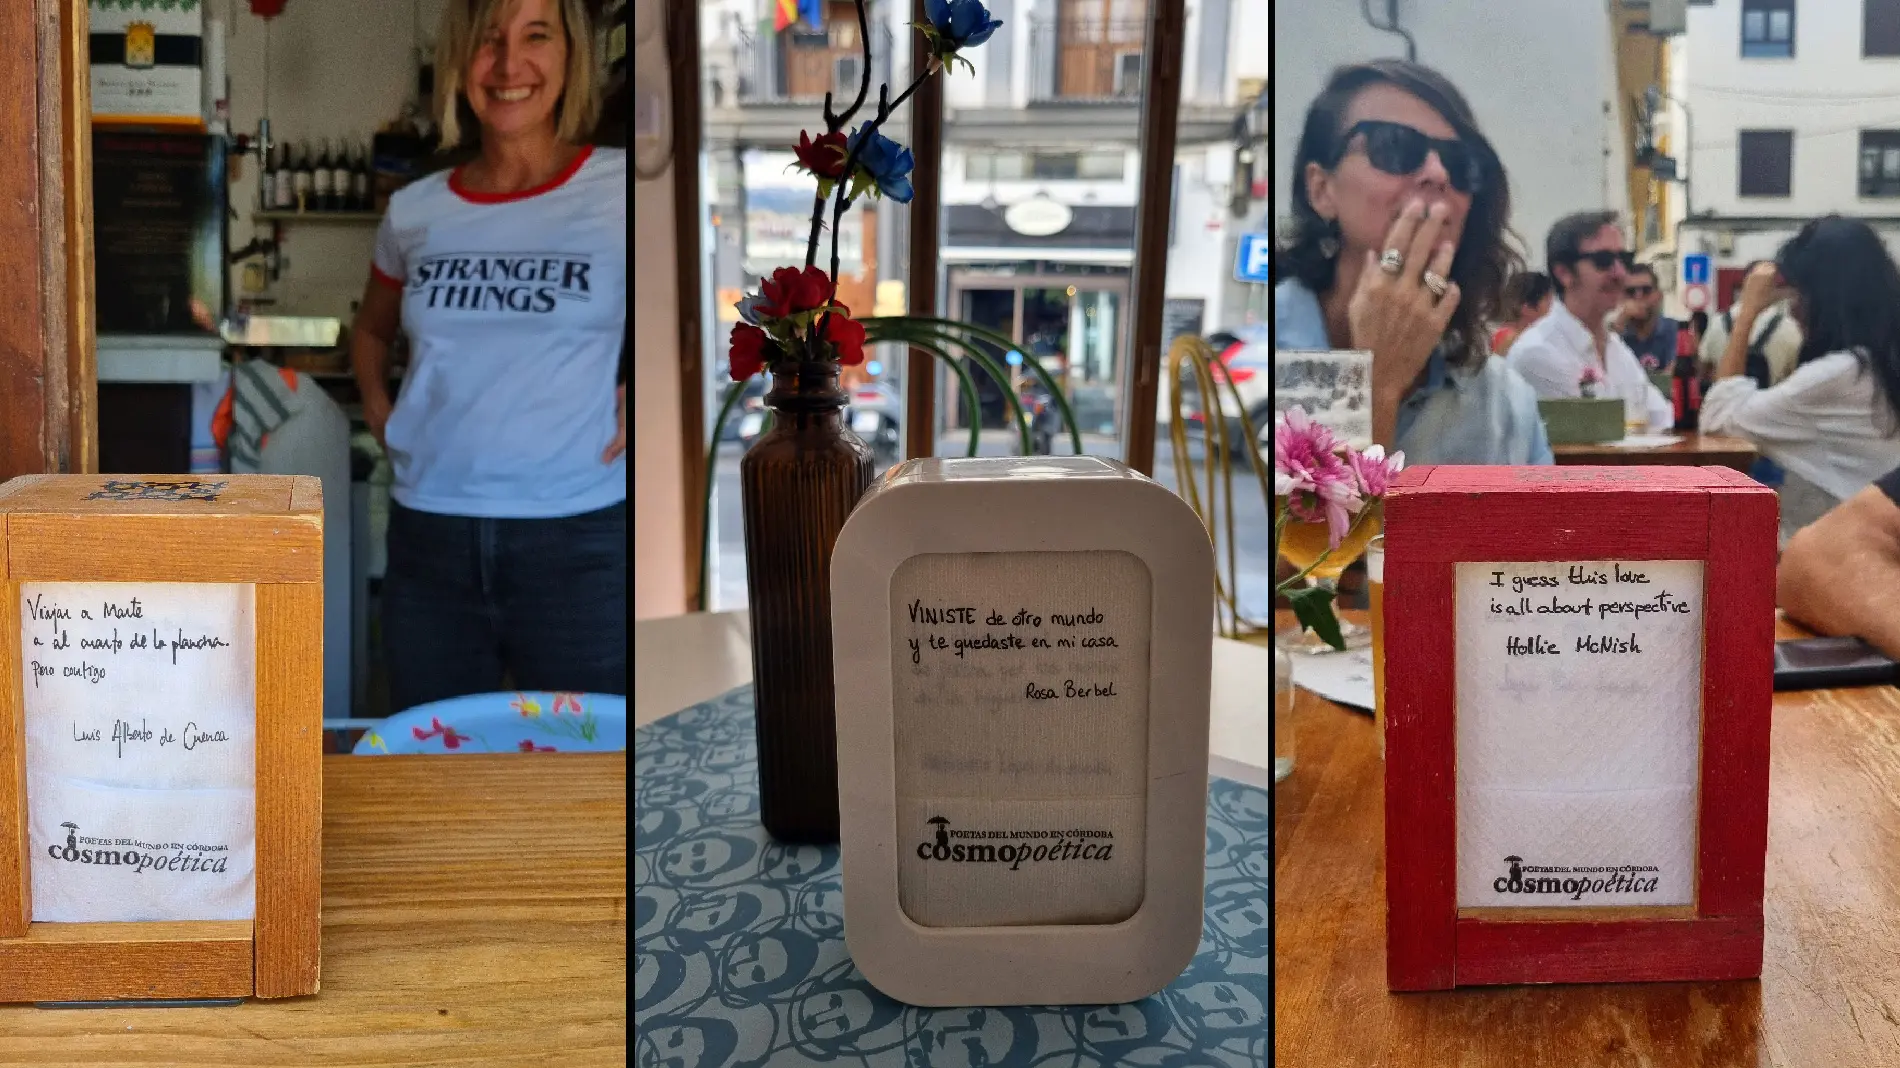 STRANGER
THINGS
Viajar a Marte
o al cuarto de la plancha.
Pero contigo
Luis Alberto de Cuenca
POETAS DEL MUNDO EN CÓRDOBA
cosmopoética
VINISTE de otro mundo
y te quedaste en mi casa
Rosa Berbel
POETAS DEL MUNDO EN CÓRDOBA
cosmopoética
P
I guess this love
is all about perspective
Hollie McNish
POETAS DEL MUNDO EN CÓRDOBA
cosmopoética